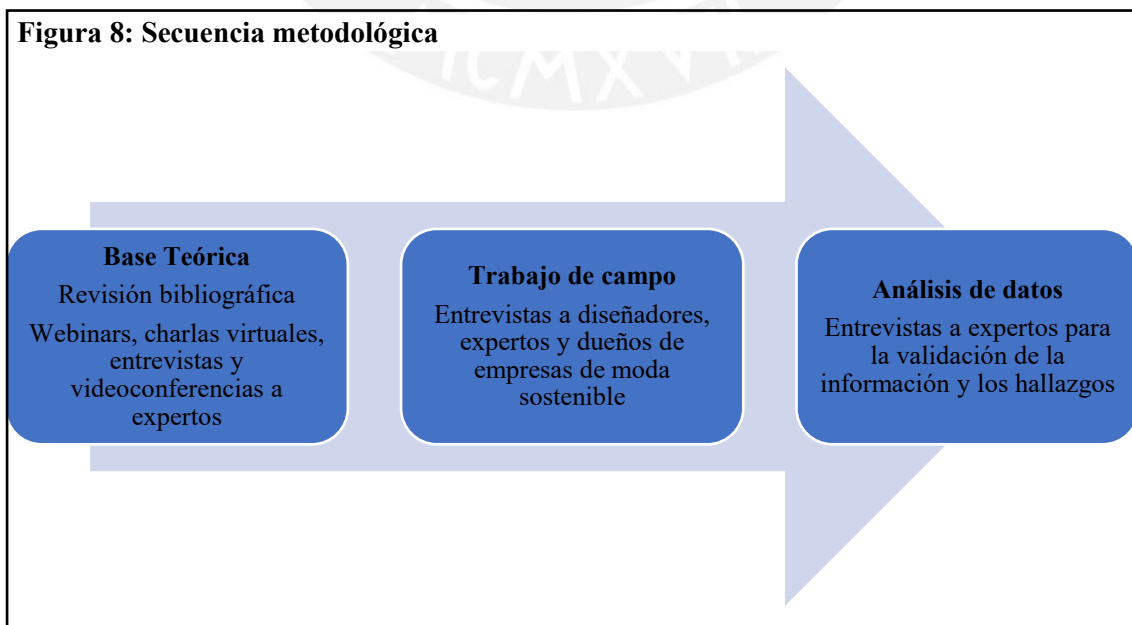 Figura 8: Secuencia metodológica
Base Teórica
Revisión bibliográfica
Webinars, charlas virtuales,
entrevistas y
videoconferencias a
expertos
Trabajo de campo
Entrevistas a diseñadores,
expertos y dueños de
empresas de moda
sostenible
Análisis de datos
Entrevistas a expertos para
la validación de la
información y los hallazgos